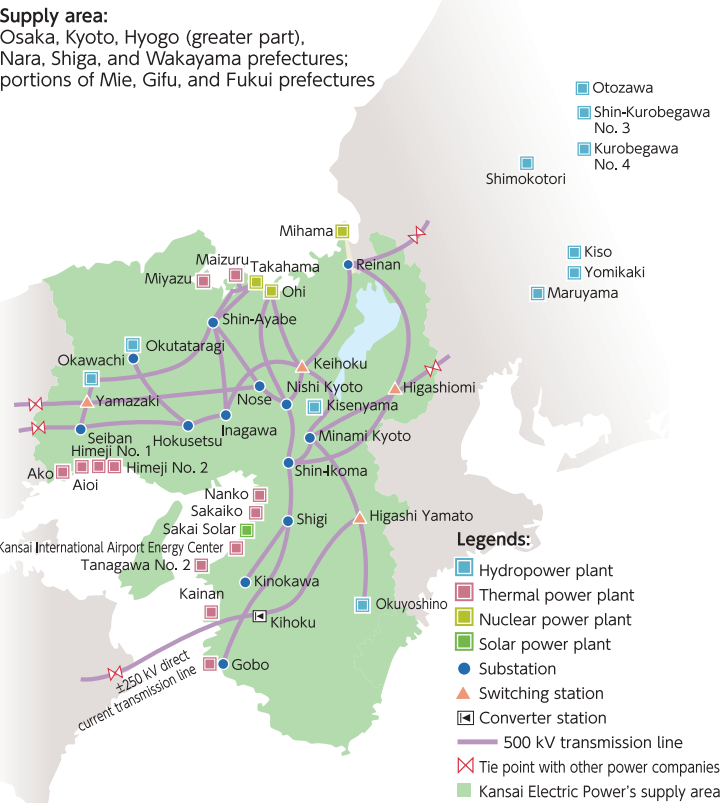 Supply area:
Osaka, Kyoto, Hyogo (greater part),
Nara, Shiga, and Wakayama prefectures;
portions of Mie, Gifu, and Fukui prefectures
Otozawa
Shin-Kurobegawa
No. 3
Kurobegawa
No. 4
Shimokotori
Mihama
Reinan
Kiso
Yomikaki
Maruyama
Maizuru
Takahama
Miyazu
Ohi
Shin-Ayabe
Okutataragi
Okawachi
Keihoku
Nishi Kyoto
Higashiomi
Yamazaki
Nose
Kisenyama
Inagawa
Seiban
Hokusetsu
Minami Kyoto
Himeji No. 1
Himeji No. 2
Ako
Aioi
Shin-Ikoma
Nanko
Sakaiko
Sakai Solar
Shigi
Higashi Yamato
Kansai International Airport Energy Center
Tanagawa No. 2
Kinokawa
Kainan
Kihoku
Okuyoshino
Gobo
±250 kV direct
current transmission line
Legends:
Hydropower plant
Thermal power plant
Nuclear power plant
Solar power plant
Substation
Switching station
Converter station
500 kV transmission line
Tie point with other power companies
Kansai Electric Power's supply area